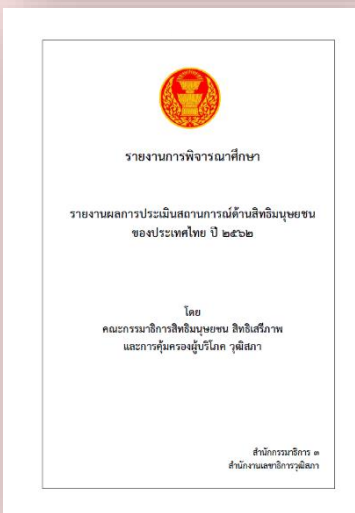 รายงานการพิจารณาศึกษา
รายงานผลการประเมินสถานการณ์ด้านสิทธิมนุษยชน
ของประเทศไทย ปี ๒๕๖๒
โดย
คณะกรรมาธิการสิทธิมนุษยชน สิทธิเสรีภาพ
และการคุ้มครองผู้บริโภค วุฒิสภา
สำนักกรรมาธิการ ๓
สำนักงานเลขาธิการวุฒิสภา